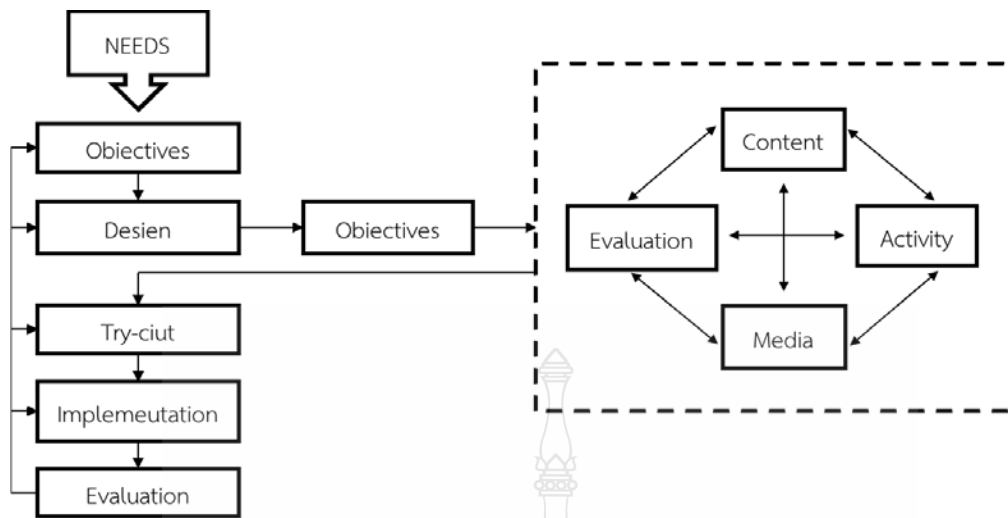 NEEDS
Obiectives
Desien
Obiectives
Content
Evaluation
Activity
Media
Try-ciut
Implemeutation
Evaluation